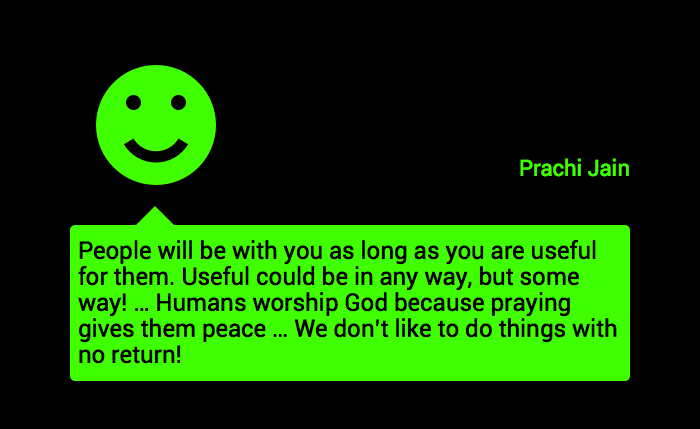 Prachi Jain
People will be with you as long as you are useful
for them. Useful could be in any way, but some
way! ... Humans worship God because praying
gives them peace ... We don't like to do things with
no return!